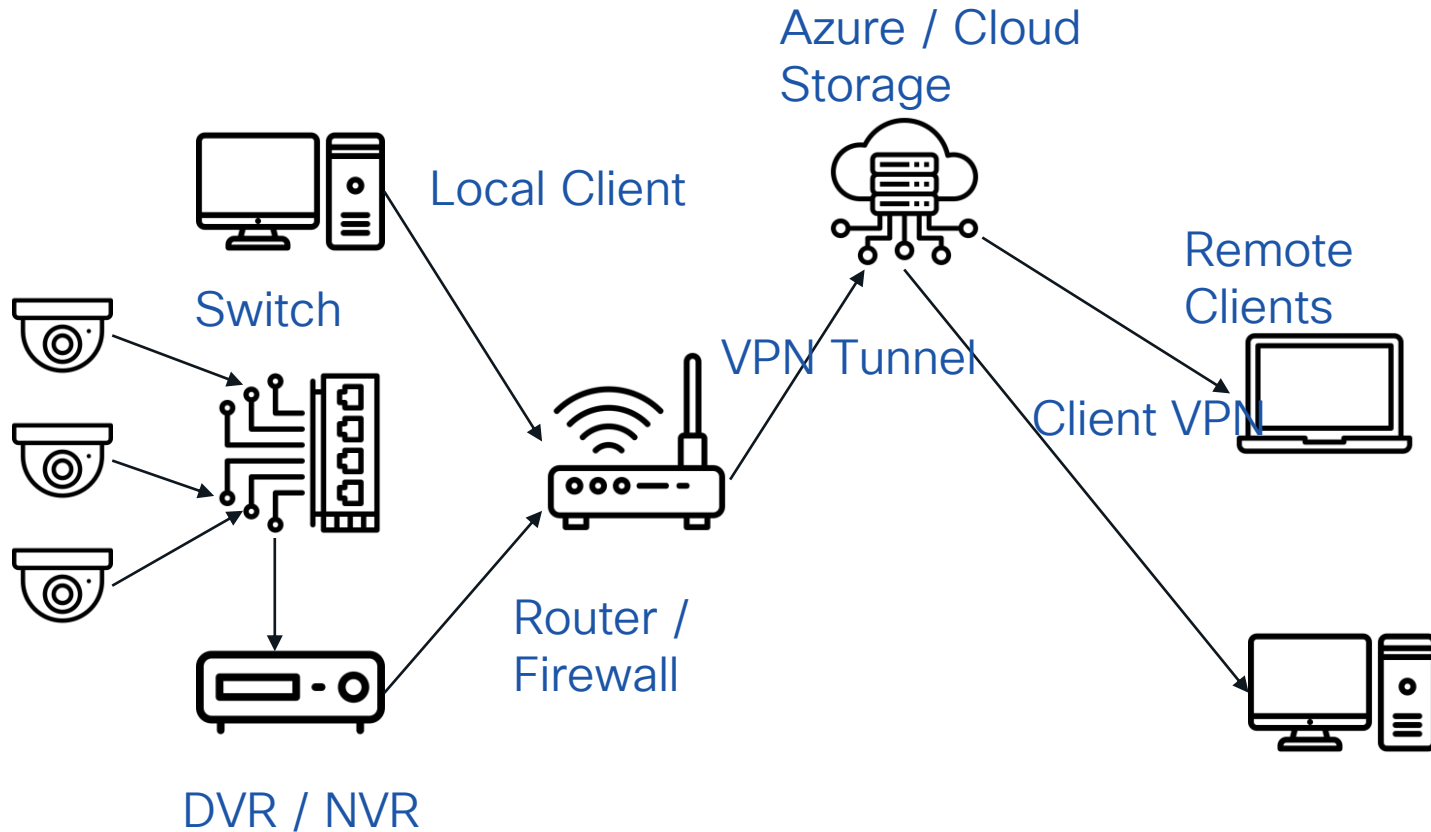 Azure / Cloud
Storage
Local Client
Remote
Clients
Switch
VPN Tunnel
Client VPN
Router /
Firewall
DVR / NVR